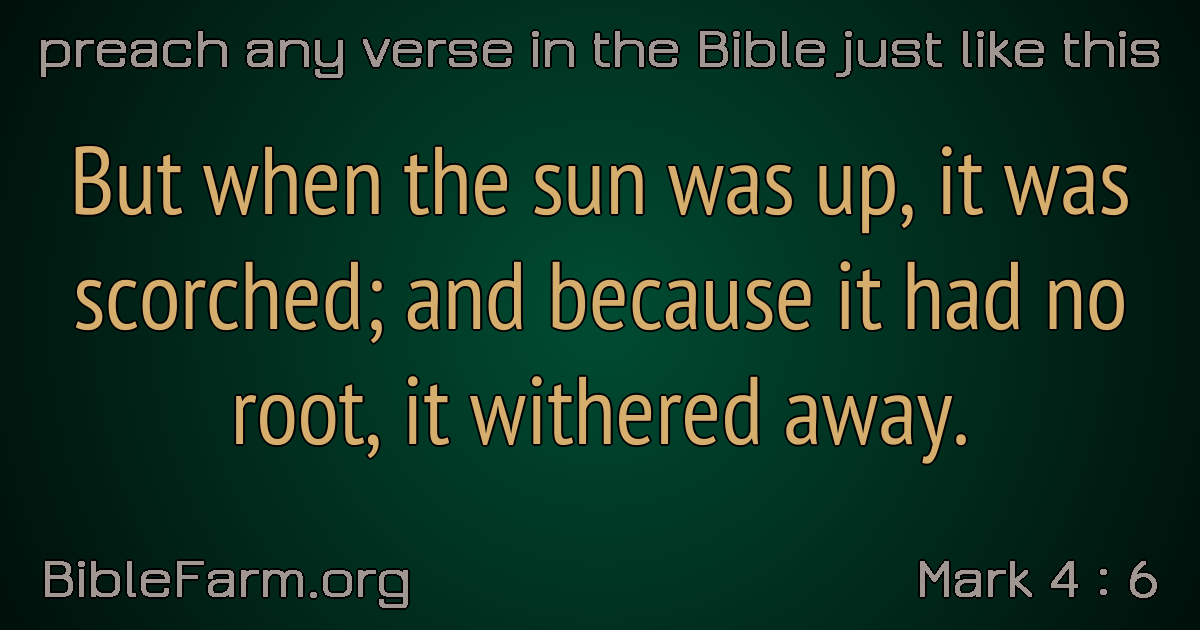 preach any verse in the Bible just like this
But when the sun was up, it was
scorched; and because it had no
root, it withered away.
BibleFarm.org
Mark 4 : 6